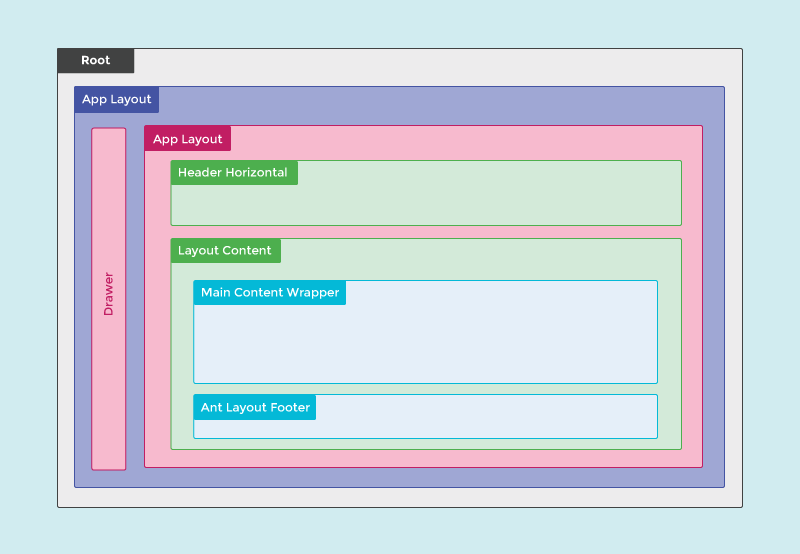 Root
App Layout
App Layout
Header Horizontal
Layout Content
Drawer
Main Content Wrapper
Ant Layout Footer